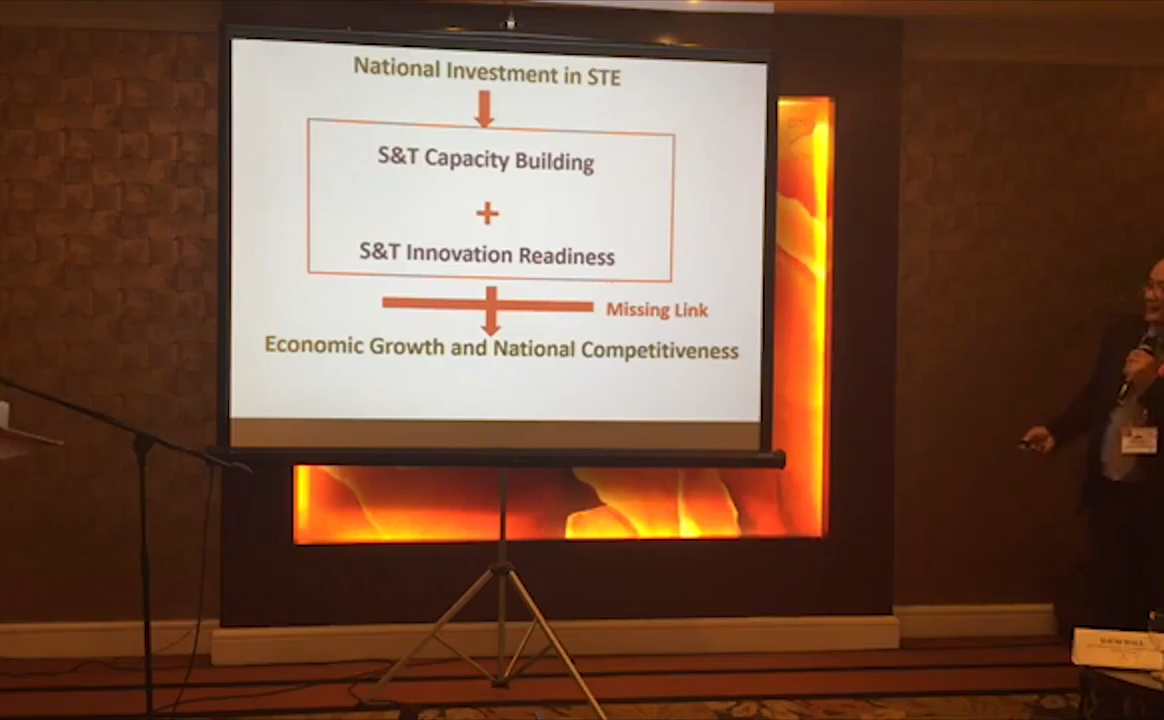 National Investment in STE
S&T Capacity Building
+
S&T Innovation Readiness
Missing Link
Economic Growth and National Competitiveness